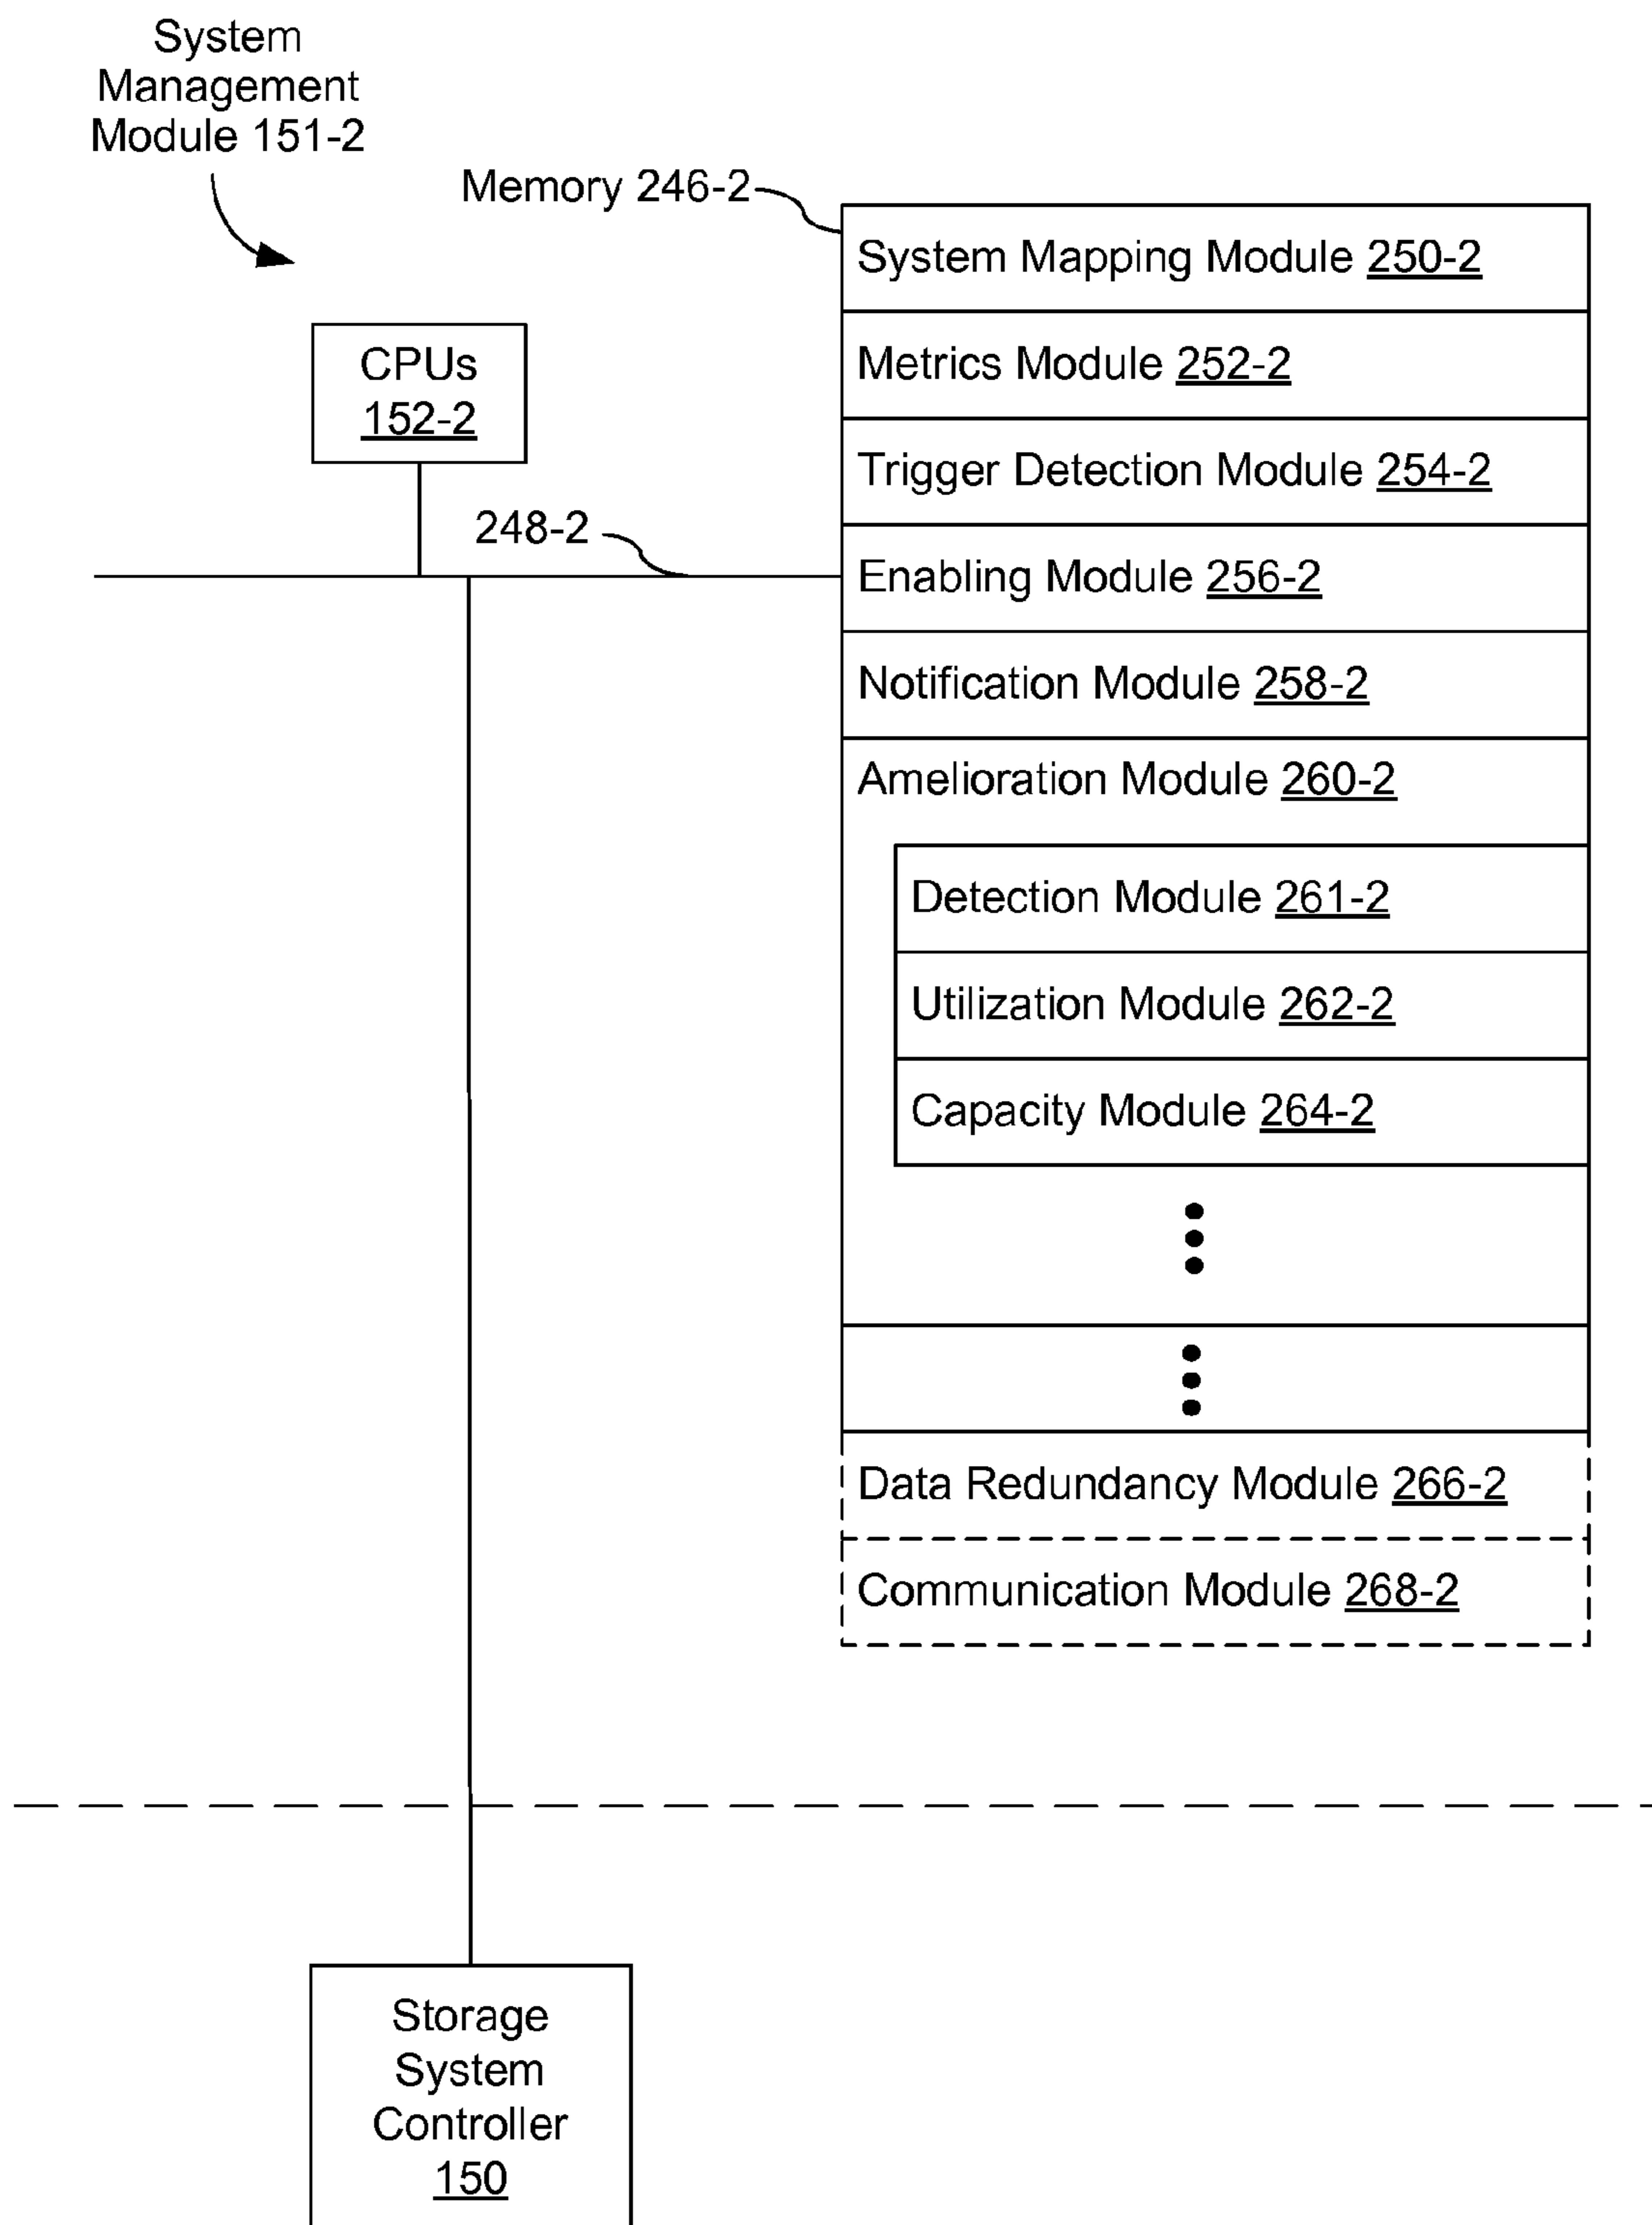 System
Management
Module 151-2
Memory 246-2
System Mapping Module 250-2
CPUs
152-2
Metrics Module 252-2
Trigger Detection Module 254-2
248-2
Enabling Module 256-2
Notification Module 258-2
Amelioration Module 260-2
Detection Module 261-2
Utilization Module 262-2
Capacity Module 264-2
Data Redundancy Module 266-2
Communication Module 268-2
Storage
System
Controller
150